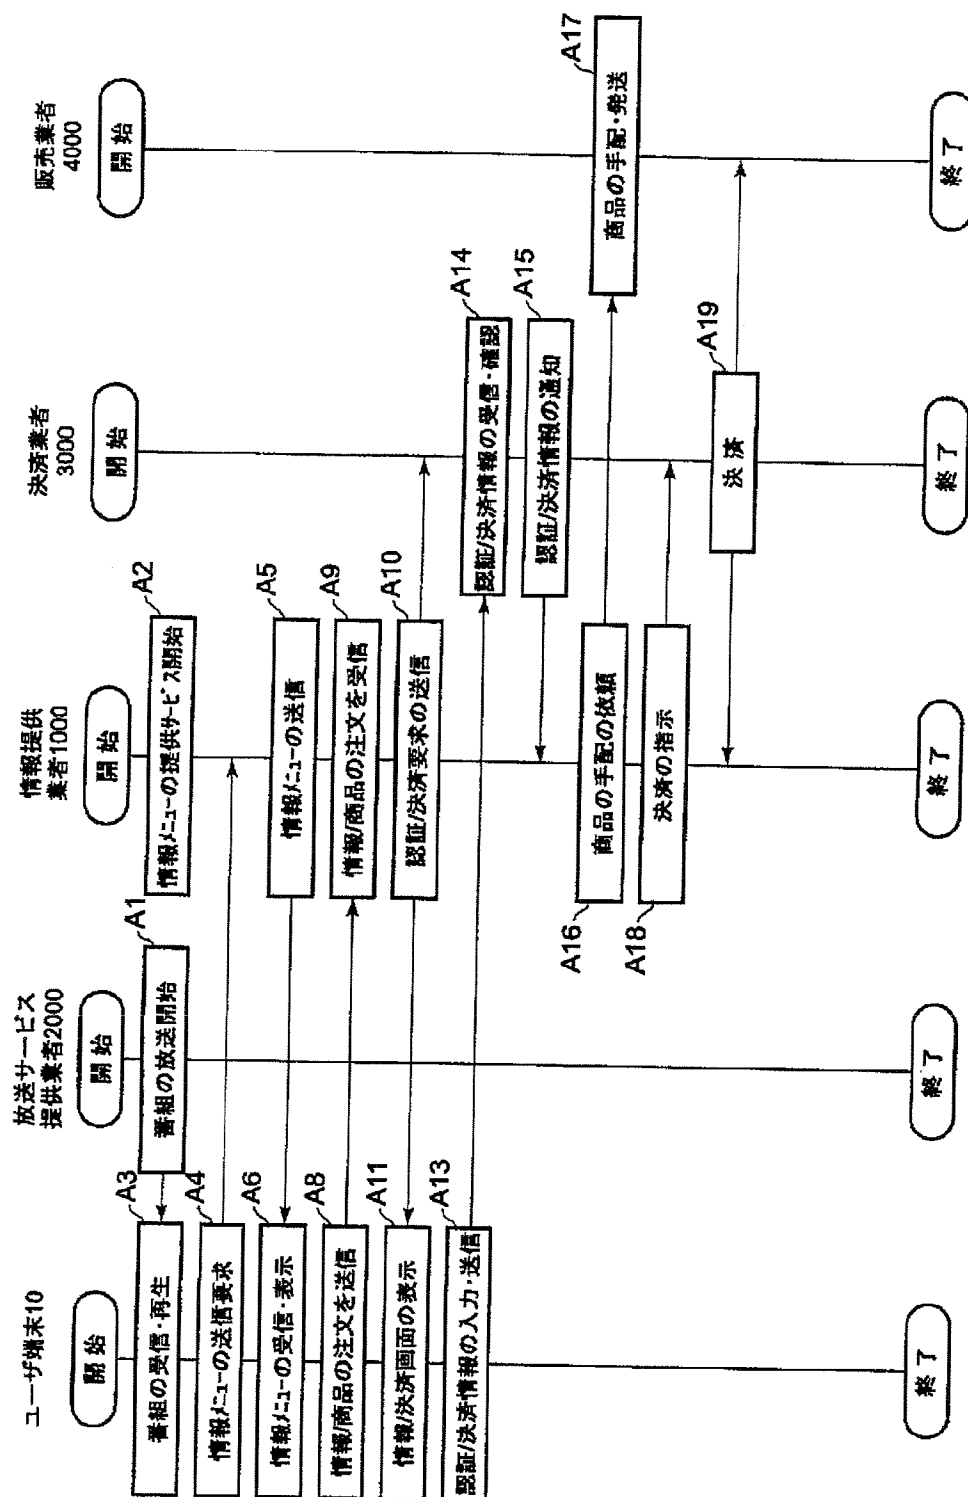 ユーザ端末10
放送サービス
提供業者2000
情報提供
業者1000
決済業者
3000
販売業者
4000
開始
開始
開始
開始
開始
A1
番組の放送開始
A2
情報メニューの提供サービス開始
A3
番組の受信・再生
A4
情報メニューの送信要求
A5
情報メニューの送信
A6
情報メニューの受信・表示
A8
情報/商品の注文を送信
A9
情報/商品の注文を受信
A10
認証/決済要求の送信
A11
情報/決済画面の表示
A13
認証/決済情報の入力・送信
A14
認証/決済情報の受信・確認
A15
認証/決済情報の通知
A16
商品の手配の依頼
A17
商品の手配・発送
A18
決済の指示
A19
決済
終了
終了
終了
終了
終了